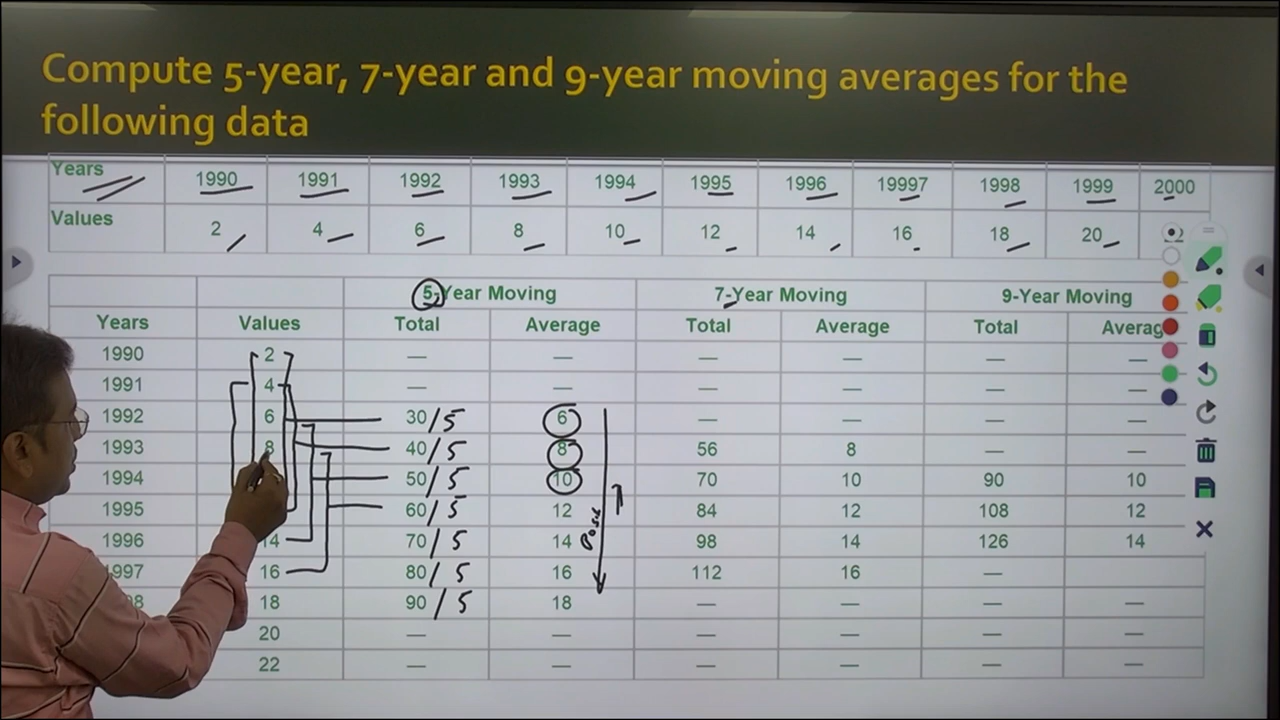 Compute 5-year, 7-year and 9-year moving averages for the
following data
Years 1990 1991 1992 1993 1994 1995 1996 19997 1998 1999 2000
Values 2 4 6 8 10 12 14 16 18 20
5-Year Moving 7-Year Moving 9-Year Moving
Years Values Total Average Total Average Total Averag
1990 2 — — — — — —
1991 4 — — — — — —
1992 6 30/5 6 — — — —
1993 8 40/5 8 56 8 — —
1994 50/5 10 70 10 90 10
1995 60/5 12 84 12 108 12
1996 14 70/5 14 98 14 126 14
1997 16 80/5 16 112 16 —
98 18 90/5 18 — — — —
20 — — — — — —
22 — — — — — —